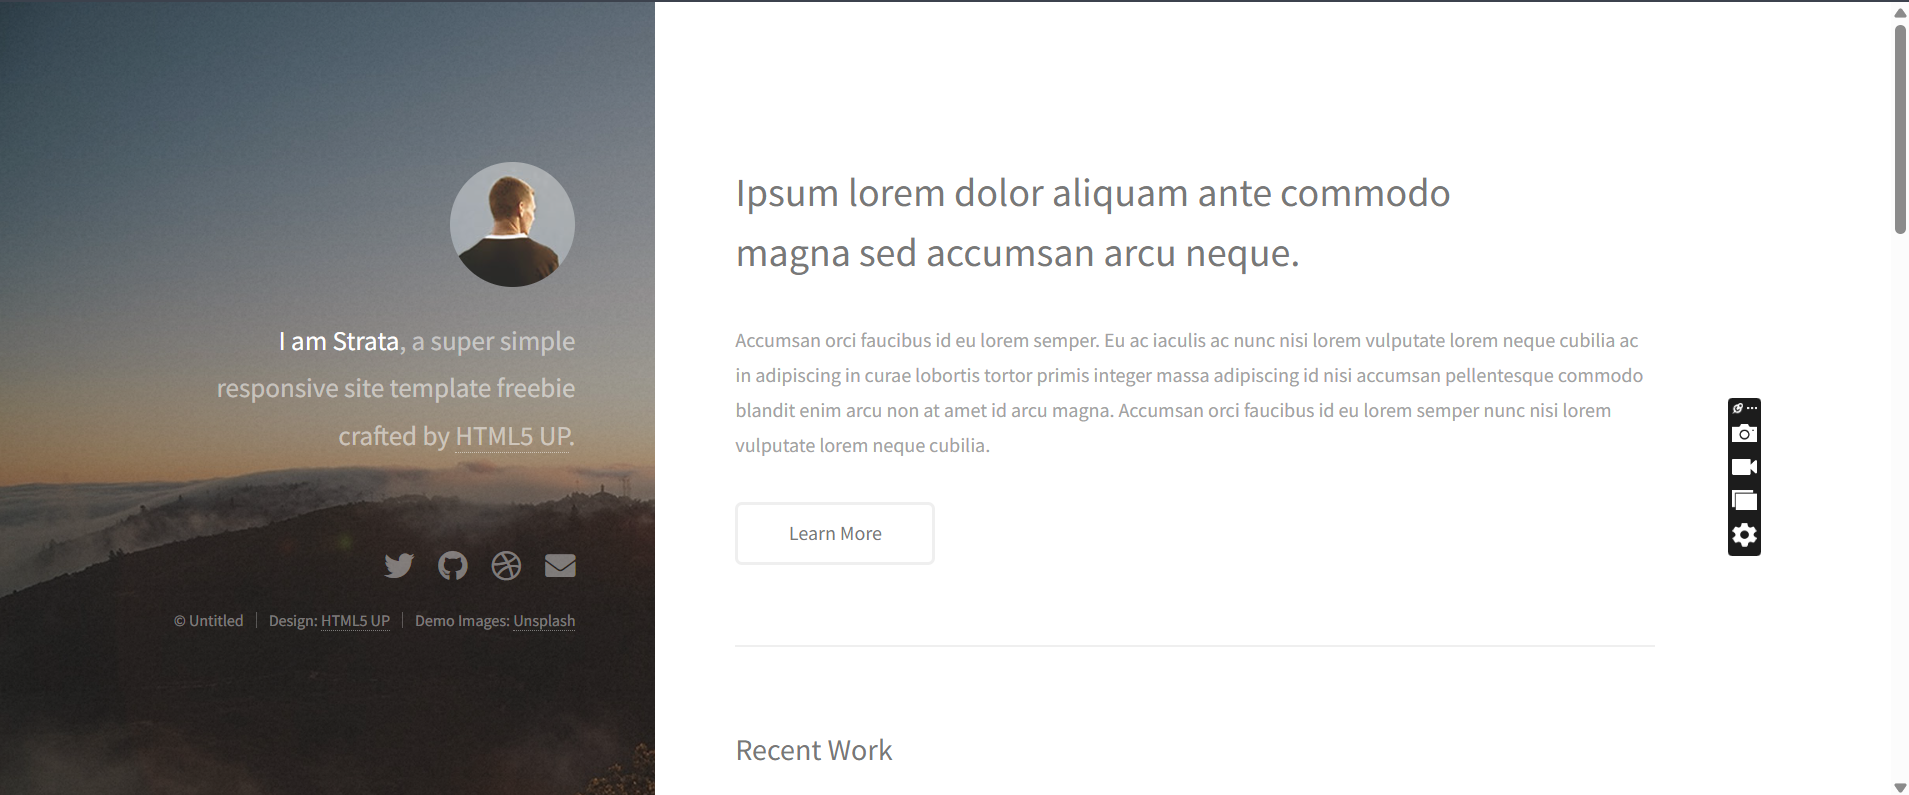 I am Strata, a super simple
responsive site template freebie
crafted by HTML5 UP.
© Untitled | Design: HTML5 UP | Demo Images: Unsplash
Ipsum lorem dolor aliquam ante commodo
magna sed accumsan arcu neque.
Accumsan orci faucibus id eu lorem semper. Eu ac iaculis ac nunc nisi lorem vulputate lorem neque cubilia ac
in adipiscing in curae lobortis tortor primis integer massa adipiscing id nisi accumsan pellentesque commodo
blandit enim arcu non at amet id arcu magna. Accumsan orci faucibus id eu lorem semper nunc nisi lorem
vulputate lorem neque cubilia.
Learn More
Recent Work